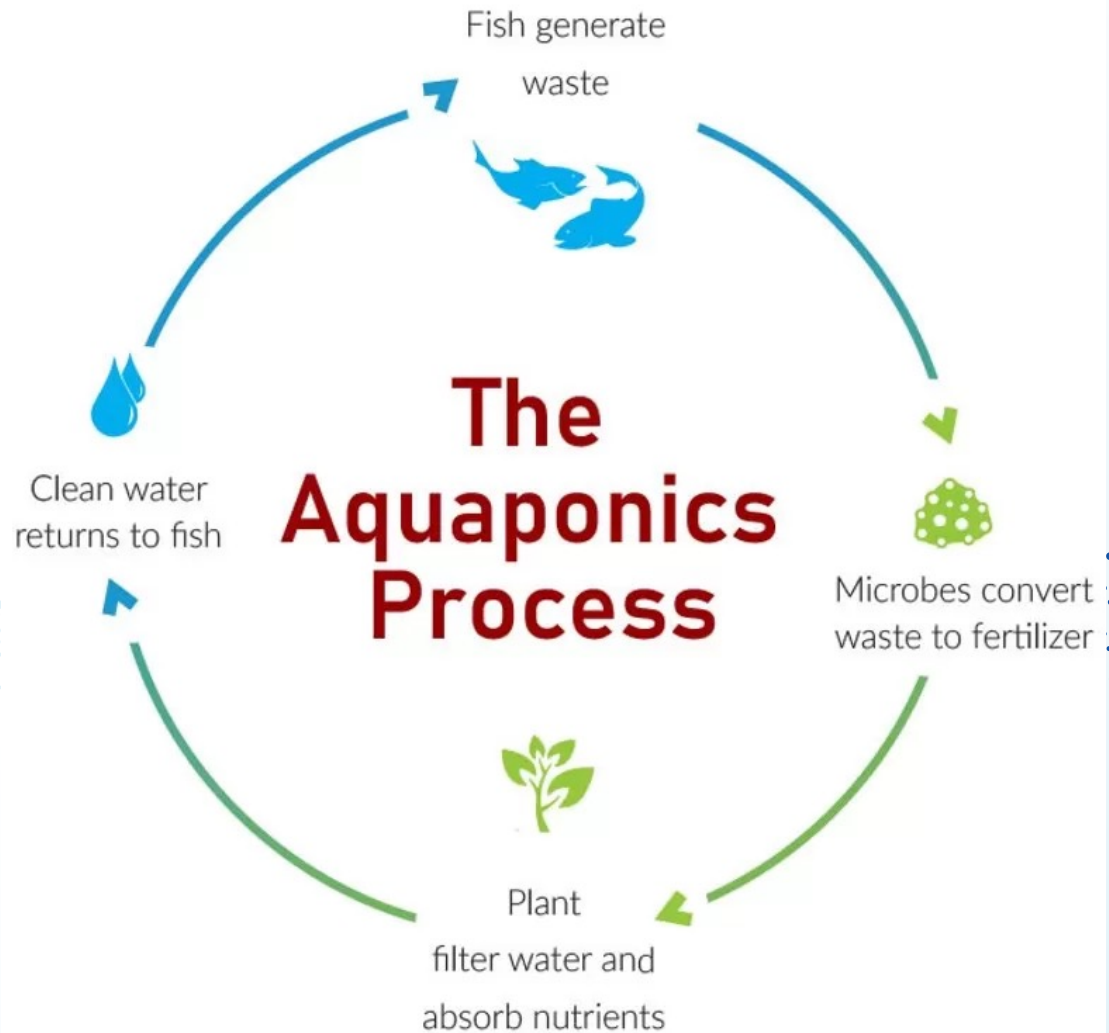 Fish generate
waste
The
Aquaponics
Process
Clean water
returns to fish
Microbes convert
waste to fertilizer
Plant
filter water and
absorb nutrients